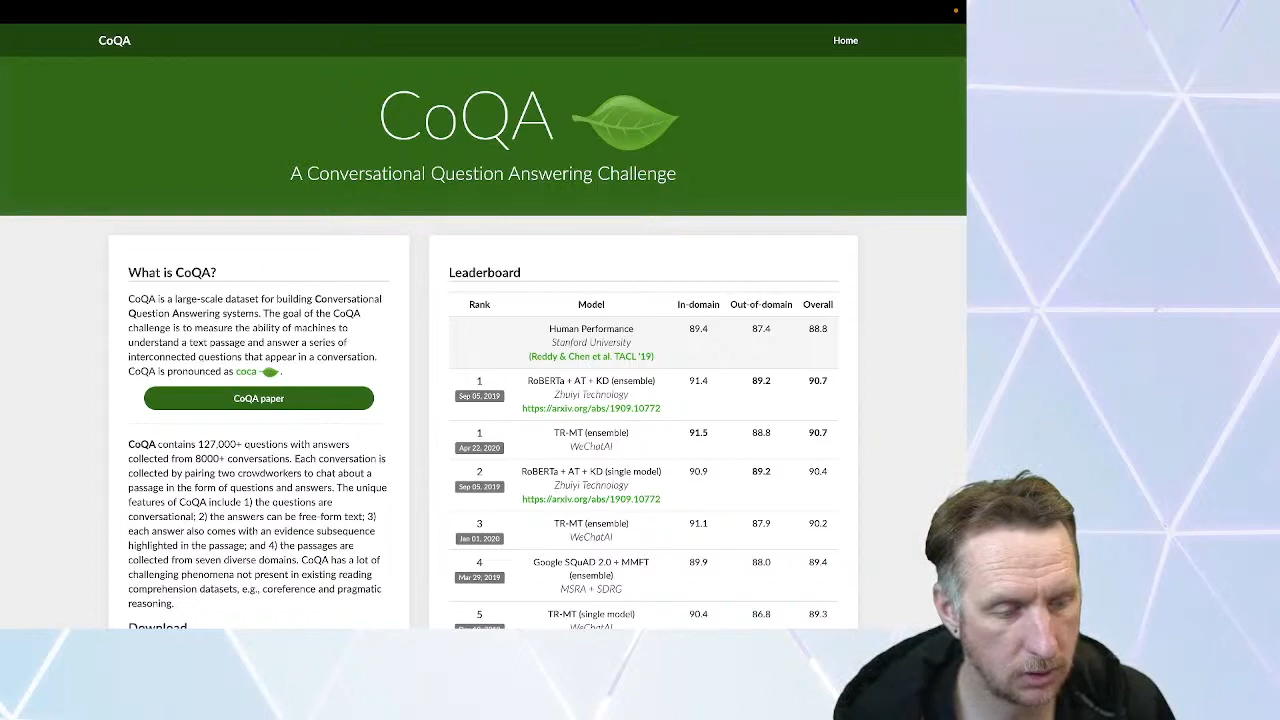 CoQA
Home
CoQA
A Conversational Question Answering Challenge
What is CoQA?
CoQA is a large-scale dataset for building Conversational
Question Answering systems. The goal of the CoQA
challenge is to measure the ability of machines to
understand a text passage and answer a series of
interconnected questions that appear in a conversation.
CoQA is pronounced as coca .
CoQA paper
CoQA contains 127,000+ questions with answers
collected from 8000+ conversations. Each conversation is
collected by pairing two crowdworkers to chat about a
passage in the form of questions and answers. The unique
features of CoQA include 1) the questions are
conversational; 2) the answers can be free-form text; 3)
each answer also comes with an evidence subsequence
highlighted in the passage; and 4) the passages are
collected from seven diverse domains. CoQA has a lot of
challenging phenomena not present in existing reading
comprehension datasets, e.g., coreference and pragmatic
reasoning.
Download
Leaderboard
Rank Model In-domain Out-of-domain Overall
Human Performance 89.4 87.4 88.8
Stanford University
(Reddy & Chen et al. TACL '19)
1 RoBERTa + AT + KD (ensemble) 91.4 89.2 90.7
Sep 05, 2019 Zhuiyi Technology
https://arxiv.org/abs/1909.10772
1 TR-MT (ensemble) 91.5 88.8 90.7
Apr 22, 2020 WeChatAI
2 RoBERTa + AT + KD (single model) 90.9 89.2 90.4
Sep 05, 2019 Zhuiyi Technology
https://arxiv.org/abs/1909.10772
3 TR-MT (ensemble) 91.1 87.9 90.2
Jan 01, 2020 WeChatAI
4 Google SQuAD 2.0 + MMFT 89.9 88.0 89.4
Mar 29, 2019 (ensemble)
MSRA + SDRG
5 TR-MT (single model) 90.4 86.8 89.3
WeChatAI